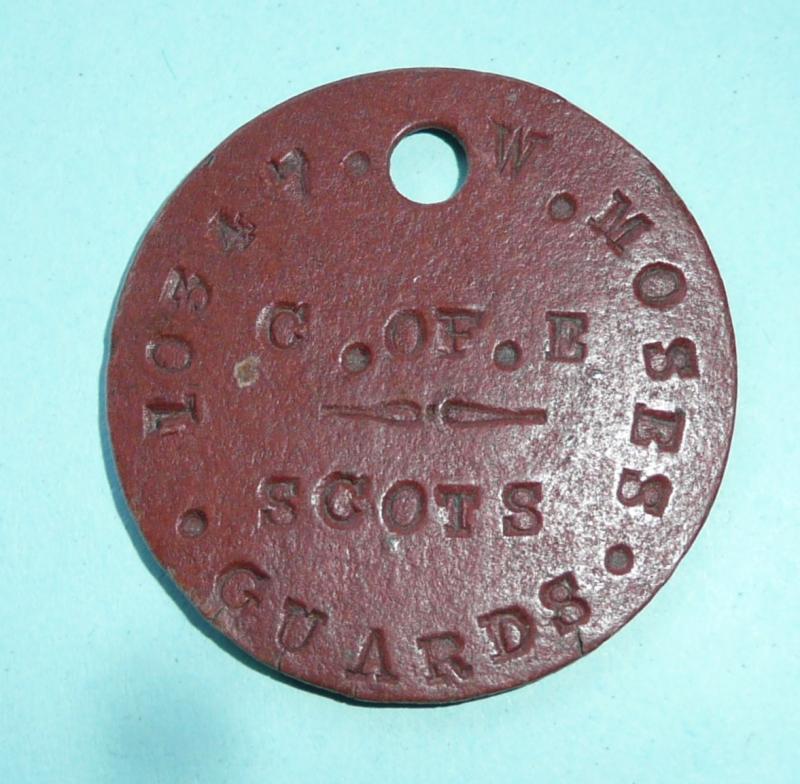 10347 . W . MOSES .
C . OF . E
SCOTS
. GUARDS